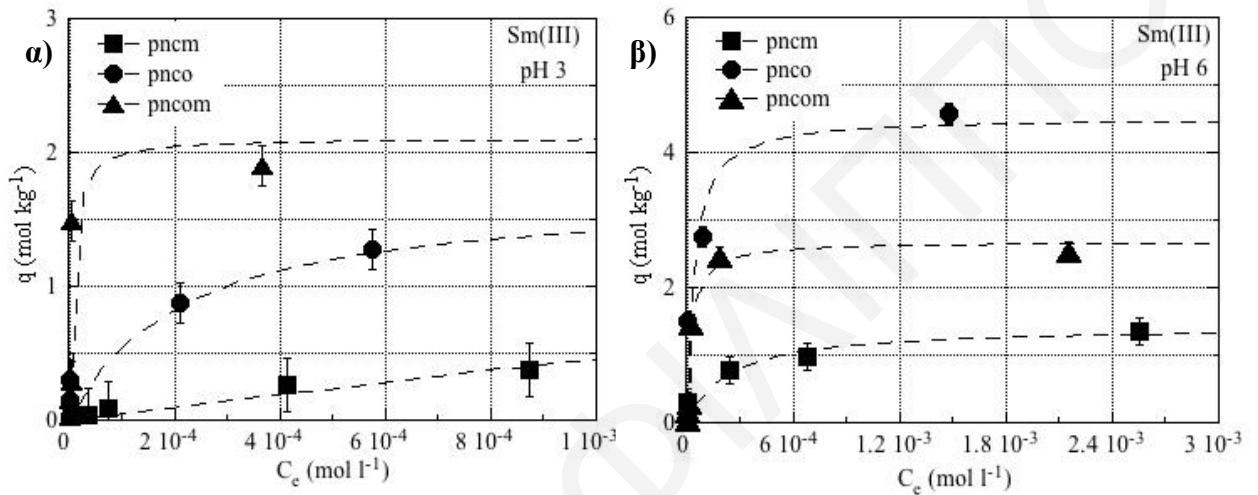 α)
3
2
1
0
q (mol kg⁻¹)
pncm
pnco
pncom
Sm(III)
pH 3
0 2 10⁻⁴ 4 10⁻⁴ 6 10⁻⁴ 8 10⁻⁴ 1 10⁻³
Cₑ (mol l⁻¹)
β)
6
4
2
0
q (mol kg⁻¹)
pncm
pnco
pncom
Sm(III)
pH 6
0 6 10⁻⁴ 1.2 10⁻³ 1.8 10⁻³ 2.4 10⁻³ 3 10⁻³
Cₑ (mol l⁻¹)